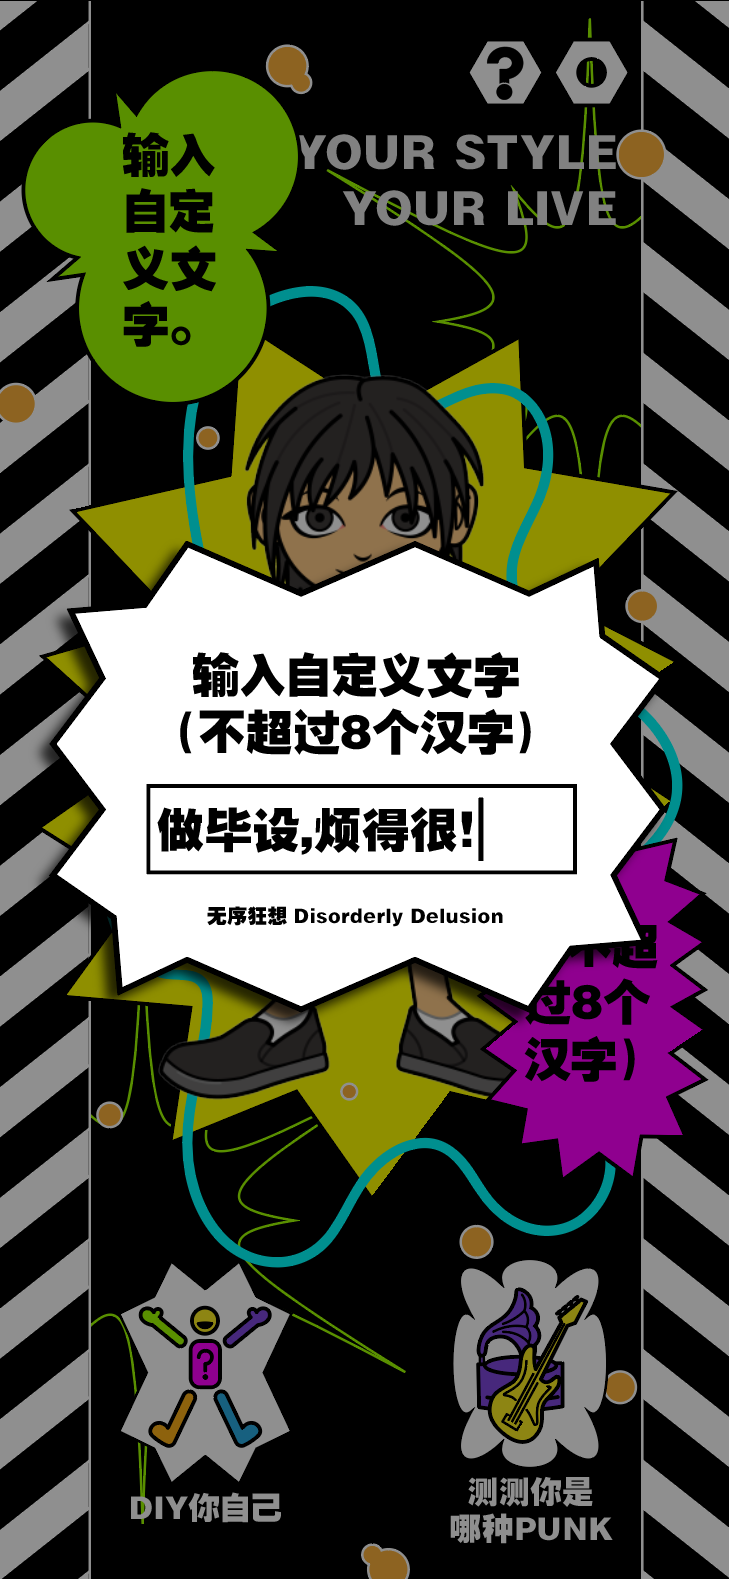 ?
YOUR STYLE
YOUR LIVE
输入
自定
义文
字。
输入自定义文字
（不超过8个汉字）
做毕设,烦得很!
无序狂想 Disorderly Delusion
不超
过8个
汉字）
?
DIY你自己
测测你是
哪种PUNK